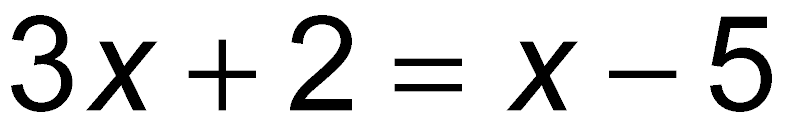 3x + 2 = x − 5